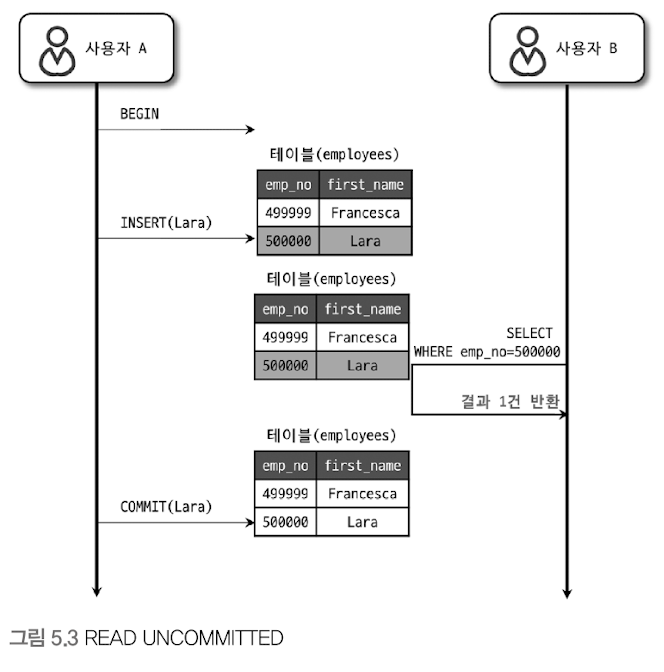 사용자 A
사용자 B
BEGIN
테이블(employees)
emp_no first_name
499999 Francesca
INSERT(Lara)
500000 Lara
테이블(employees)
emp_no first_name
499999 Francesca
SELECT
WHERE emp_no=500000
500000 Lara
결과 1건 반환
테이블(employees)
emp_no first_name
499999 Francesca
COMMIT(Lara)
500000 Lara
그림 5.3 READ UNCOMMITTED